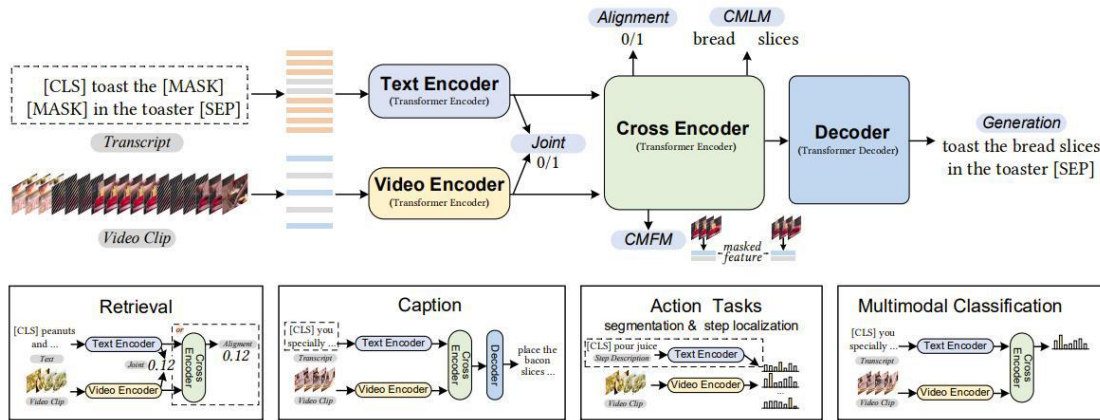 Alignment
0/1
CMLM
bread slices
[CLS] toast the [MASK]
[MASK] in the toaster [SEP]
Transcript
Text Encoder
(Transformer Encoder)
Joint
0/1
Video Encoder
(Transformer Encoder)
Video Clip
Cross Encoder
(Transformer Encoder)
CMFM
masked
feature
Decoder
(Transformer Decoder)
Generation
toast the bread slices
in the toaster [SEP]
Retrieval
[CLS] peanuts
and ...
Text
Text Encoder
Joint 0.12
Video Encoder
Video Clip
or
Cross
Encoder
Aligment
0.12
Caption
[CLS] you
specially ...
Transcript
Text Encoder
Video Encoder
Video Clip
Cross
Encoder
Decoder
place the
bacon
slices ...
Action Tasks
segmentation & step localization
[CLS] pour juice
Step Description
Text Encoder
Video Encoder
Video Clip
...
Multimodal Classification
[CLS] you
specially ...
Transcript
Text Encoder
Video Encoder
Video Clip
Cross
Encoder